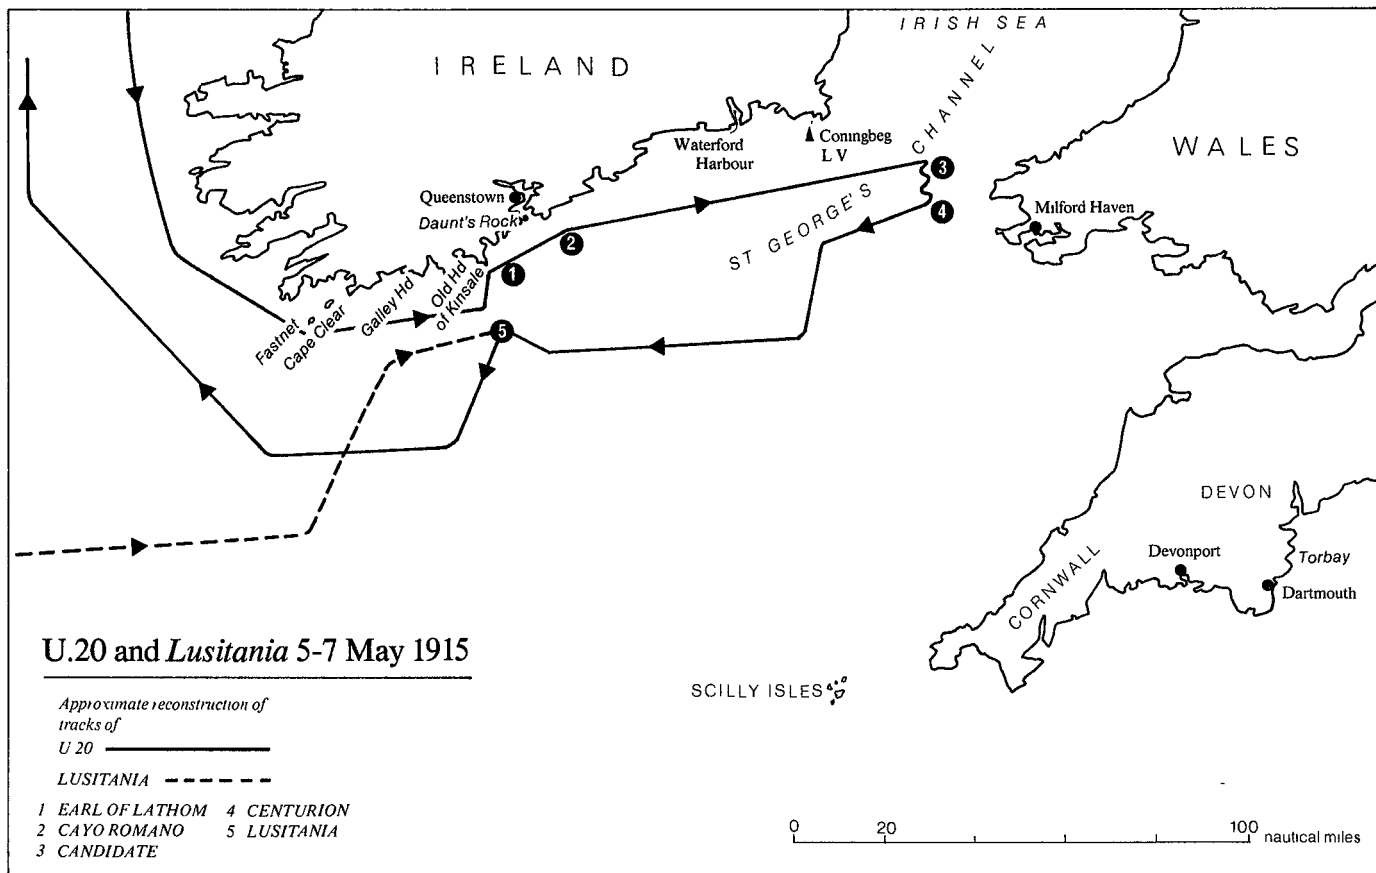 IRISH SEA
IRELAND
CHANNEL
WALES
Waterford
Harbour
Coningbeg
L V
Queenstown
Daunt's Rock
ST GEORGE'S
Milford Haven
3
4
2
1
5
Old Hd
of Kinsale
Galley Hd
Cape Clear
Fastnet
DEVON
CORNWALL
Devonport
Torbay
Dartmouth
SCILLY ISLES
U.20 and Lusitania 5-7 May 1915
Approximate reconstruction of
tracks of
U 20
LUSITANIA
1 EARL OF LATHOM 4 CENTURION
2 CAYO ROMANO 5 LUSITANIA
3 CANDIDATE
0 20 100 nautical miles